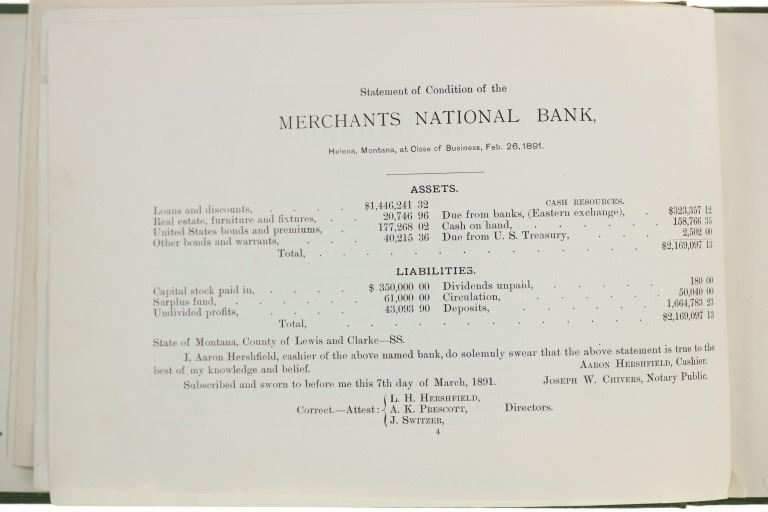 Statement of Condition of the
MERCHANTS NATIONAL BANK,
Helena, Montana, at Close of Business, Feb. 26, 1891.
ASSETS.
Loans and discounts, . . . . $1,446,241 32 CASH RESOURCES.
Real estate, furniture and fixtures, . . 20,746 96 Due from banks, (Eastern exchange), . $323,357 12
United States bonds and premiums, . 177,268 02 Cash on hand, . . . . . . 158,766 35
Other bonds and warrants, . . . 40,215 36 Due from U. S. Treasury, . . . 2,502 00
Total, . . . . . . . . . . . . . $2,169,097 13
LIABILITIES.
Capital stock paid in, . . . . $ 350,000 00 Dividends unpaid, . . . . . 180 00
Surplus fund, . . . . . . 61,000 00 Circulation, . . . . . . 50,040 00
Undivided profits, . . . . . 43,093 90 Deposits, . . . . . . 1,664,783 23
Total, . . . . . . . . . . . . . $2,169,097 13
State of Montana, County of Lewis and Clarke—SS.
I, Aaron Hershfield, cashier of the above named bank, do solemnly swear that the above statement is true to the
best of my knowledge and belief. AARON HERSHFIELD, Cashier.
Subscribed and sworn to before me this 7th day of March, 1891. JOSEPH W. CHIVERS, Notary Public.
L. H. HERSHFIELD,
Correct.—Attest: A. K. PRESCOTT, Directors.
J. SWITZER,
4